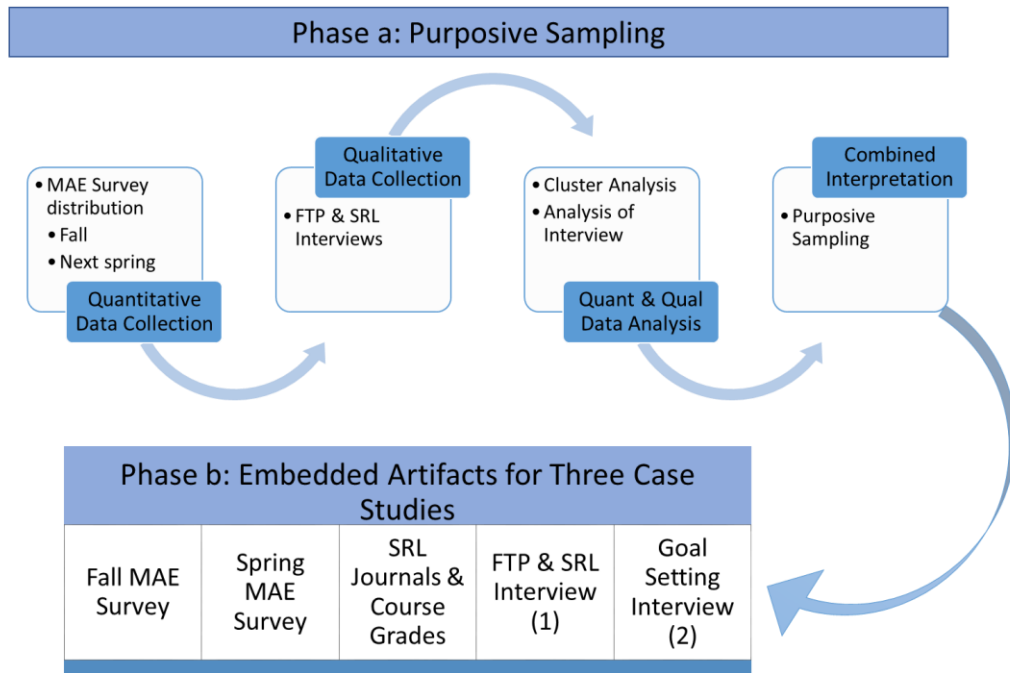 Phase a: Purposive Sampling
• MAE Survey
distribution
• Fall
• Next spring
Quantitative
Data Collection
Qualitative
Data Collection
• FTP & SRL
Interviews
• Cluster Analysis
• Analysis of
Interview
Quant & Qual
Data Analysis
Combined
Interpretation
• Purposive
Sampling
Phase b: Embedded Artifacts for Three Case
Studies
Fall MAE
Survey
Spring
MAE
Survey
SRL
Journals &
Course
Grades
FTP & SRL
Interview
(1)
Goal
Setting
Interview
(2)